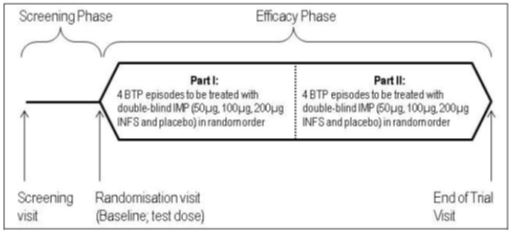 Screening Phase
Efficacy Phase
Part I:
4 BTP episodes to be treated with
double-blind IMP (50µg, 100µg, 200µg
INFS and placebo) in random order
Part II:
4 BTP episodes to be treated with
double-blind IMP (50µg, 100µg, 200µg
INFS and placebo) in random order
Screening
visit
Randomisation visit
(Baseline; test dose)
End of Trial
Visit